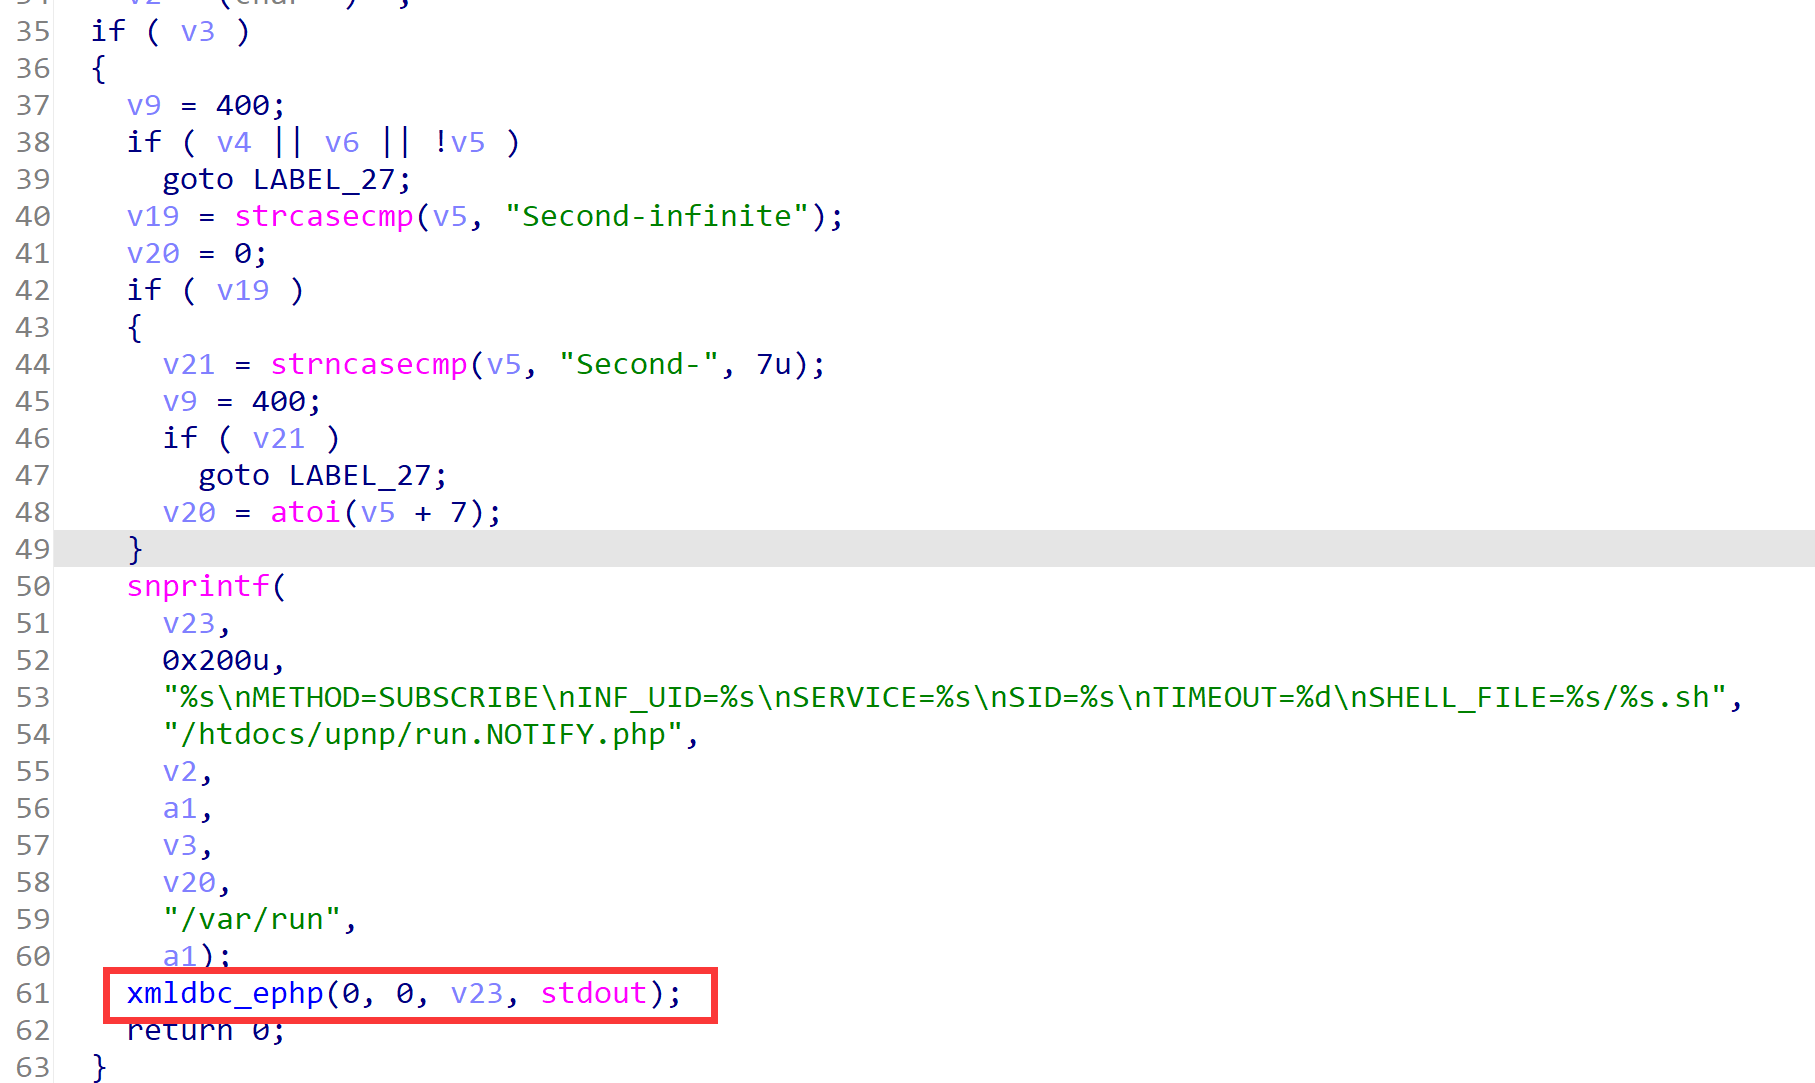 35 if ( v3 )
36 {
37 v9 = 400;
38 if ( v4 || v6 || !v5 )
39 goto LABEL_27;
40 v19 = strcasecmp(v5, "Second-infinite");
41 v20 = 0;
42 if ( v19 )
43 {
44 v21 = strncasecmp(v5, "Second-", 7u);
45 v9 = 400;
46 if ( v21 )
47 goto LABEL_27;
48 v20 = atoi(v5 + 7);
49 }
50 snprintf(
51 v23,
52 0x200u,
53 "%s\nMETHOD=SUBSCRIBE\nINF_UID=%s\nSERVICE=%s\nSID=%s\nTIMEOUT=%d\nSHELL_FILE=%s/%s.sh",
54 "/htdocs/upnp/run.NOTIFY.php",
55 v2,
56 a1,
57 v3,
58 v20,
59 "/var/run",
60 a1);
61 xmldbc_ephp(0, 0, v23, stdout);
62 return 0;
63 }